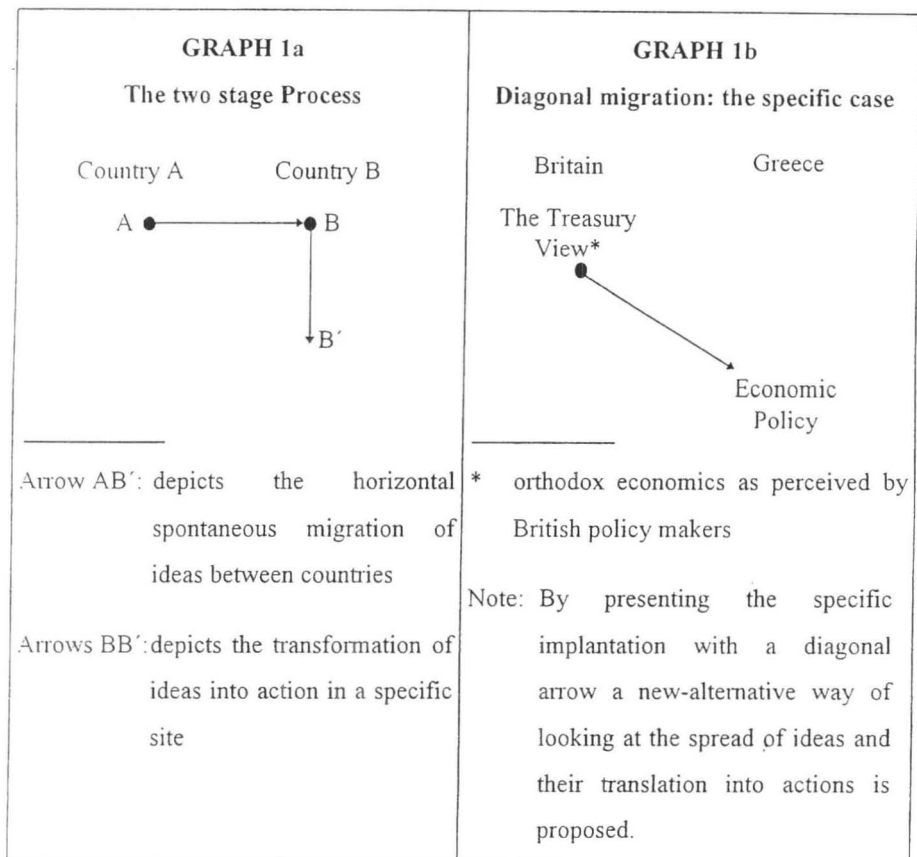 GRAPH 1a
The two stage Process
Country A Country B
A B
B´
Arrow AB´: depicts the horizontal
spontaneous migration of
ideas between countries
Arrows BB´: depicts the transformation of
ideas into action in a specific
site
GRAPH 1b
Diagonal migration: the specific case
Britain Greece
The Treasury
View*
Economic
Policy
* orthodox economics as perceived by
British policy makers
Note: By presenting the specific
implantation with a diagonal
arrow a new-alternative way of
looking at the spread of ideas and
their translation into actions is
proposed.